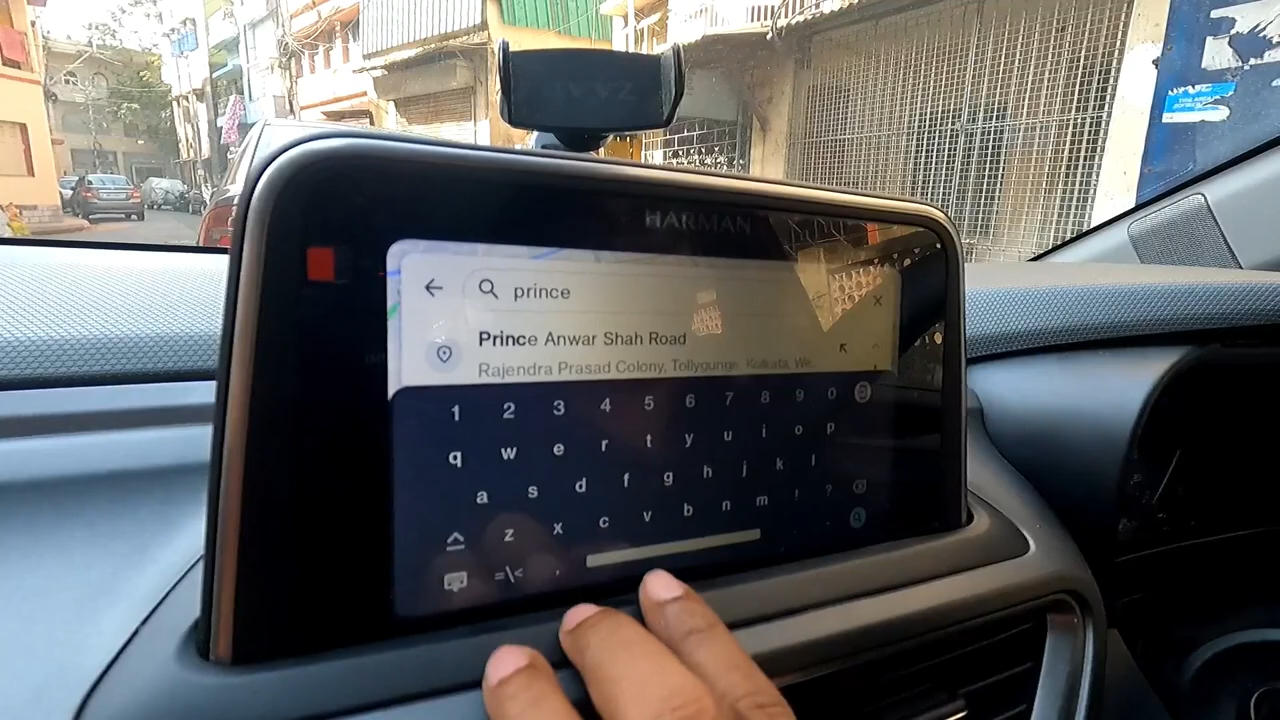 HARMAN
prince
Prince Anwar Shah Road
Rajendra Prasad Colony, Tollygunge, Kolkata, We...
1 2 3 4 5 6 7 8 9 0
q w e r t y u i o p
a s d f g h j k l
z x c v b n m ! ?
=\< ,